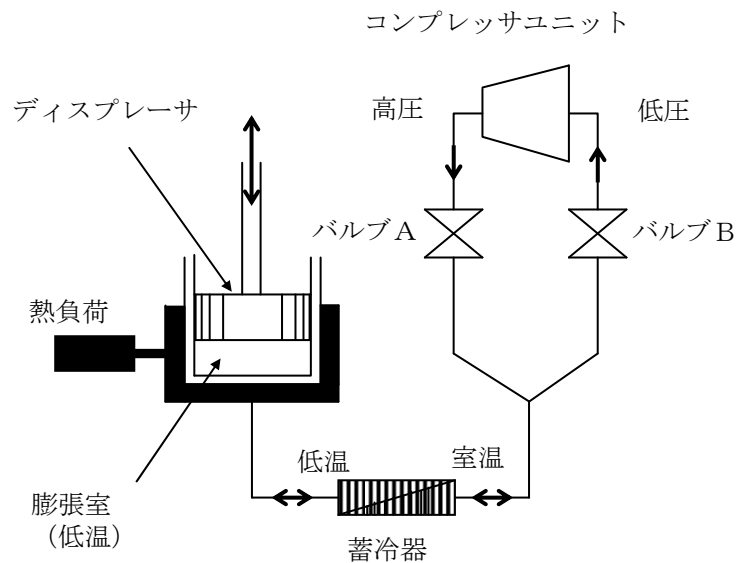 コンプレッサユニット
ディスプレーサ
高圧
低圧
バルブA
バルブB
熱負荷
低温
室温
膨張室
（低温）
蓄冷器